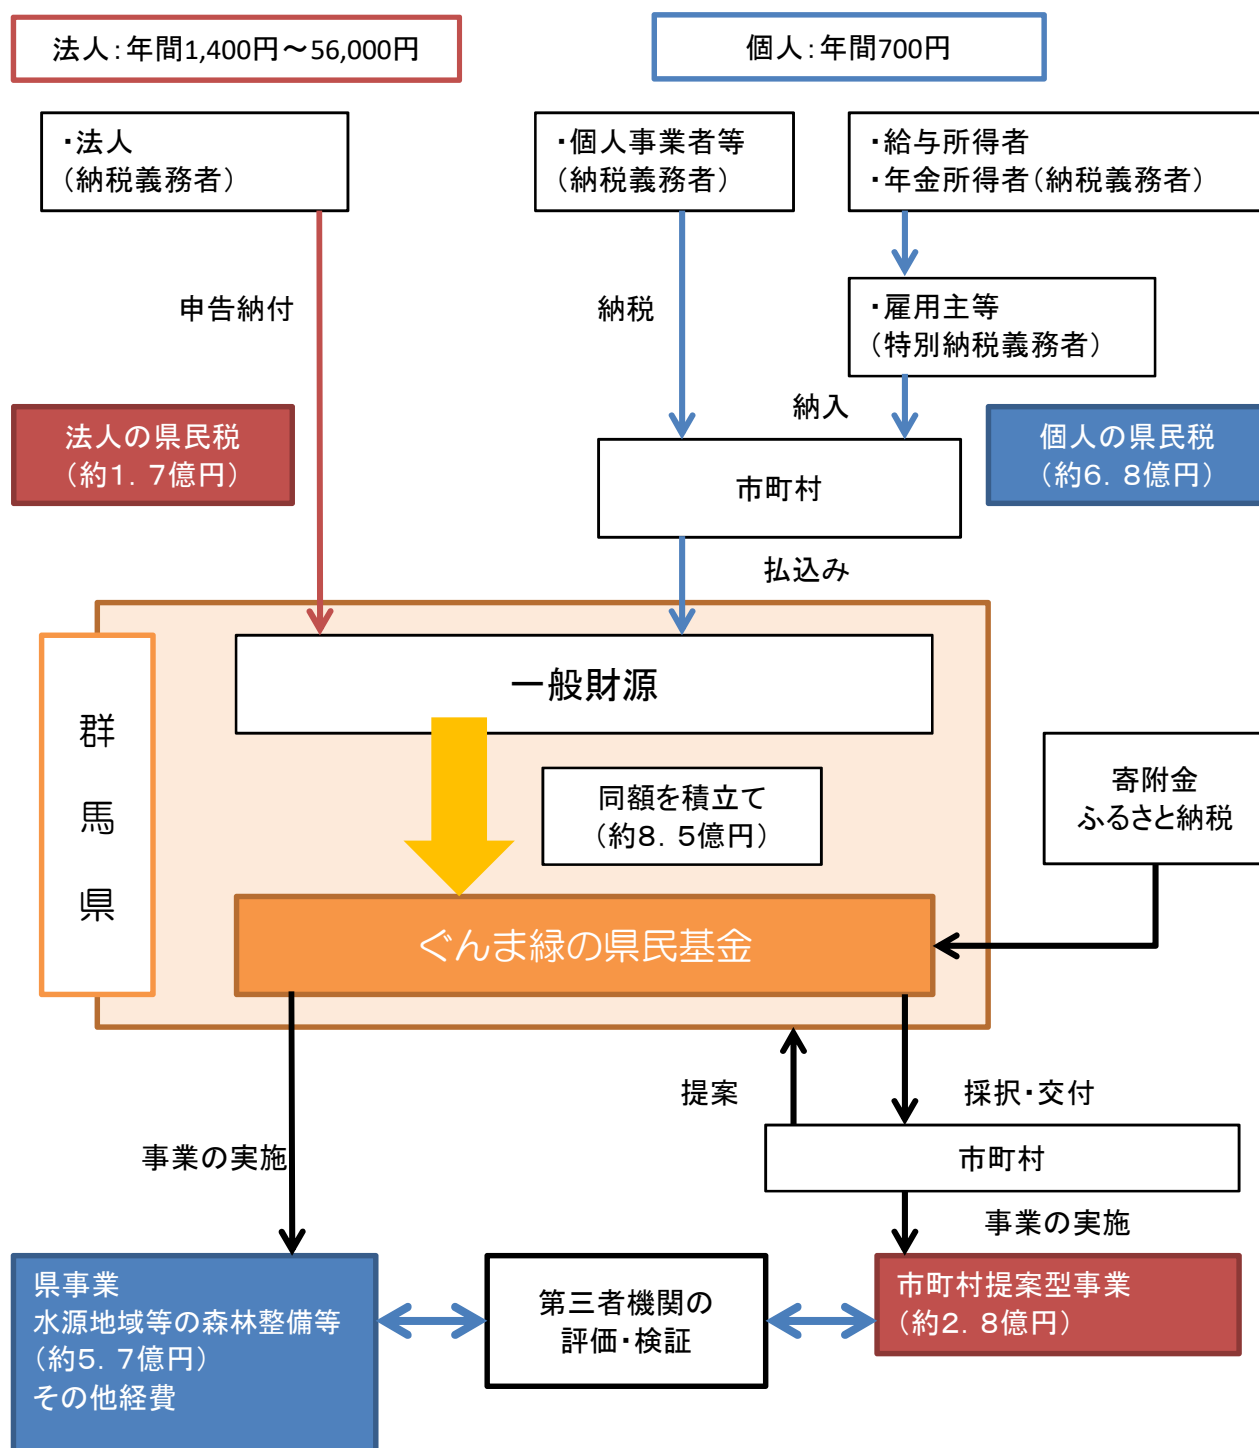 法人：年間1,400円～56,000円
個人：年間700円
・法人
（納税義務者）
・個人事業者等
（納税義務者）
・給与所得者
・年金所得者（納税義務者）
申告納付
納税
・雇用主等
（特別納税義務者）
納入
法人の県民税
（約１．７億円）
個人の県民税
（約６．８億円）
市町村
払込み
群馬県
一般財源
同額を積立て
（約８．５億円）
寄附金
ふるさと納税
ぐんま緑の県民基金
提案
採択・交付
市町村
事業の実施
事業の実施
県事業
水源地域等の森林整備等
（約５．７億円）
その他経費
第三者機関の
評価・検証
市町村提案型事業
（約２．８億円）